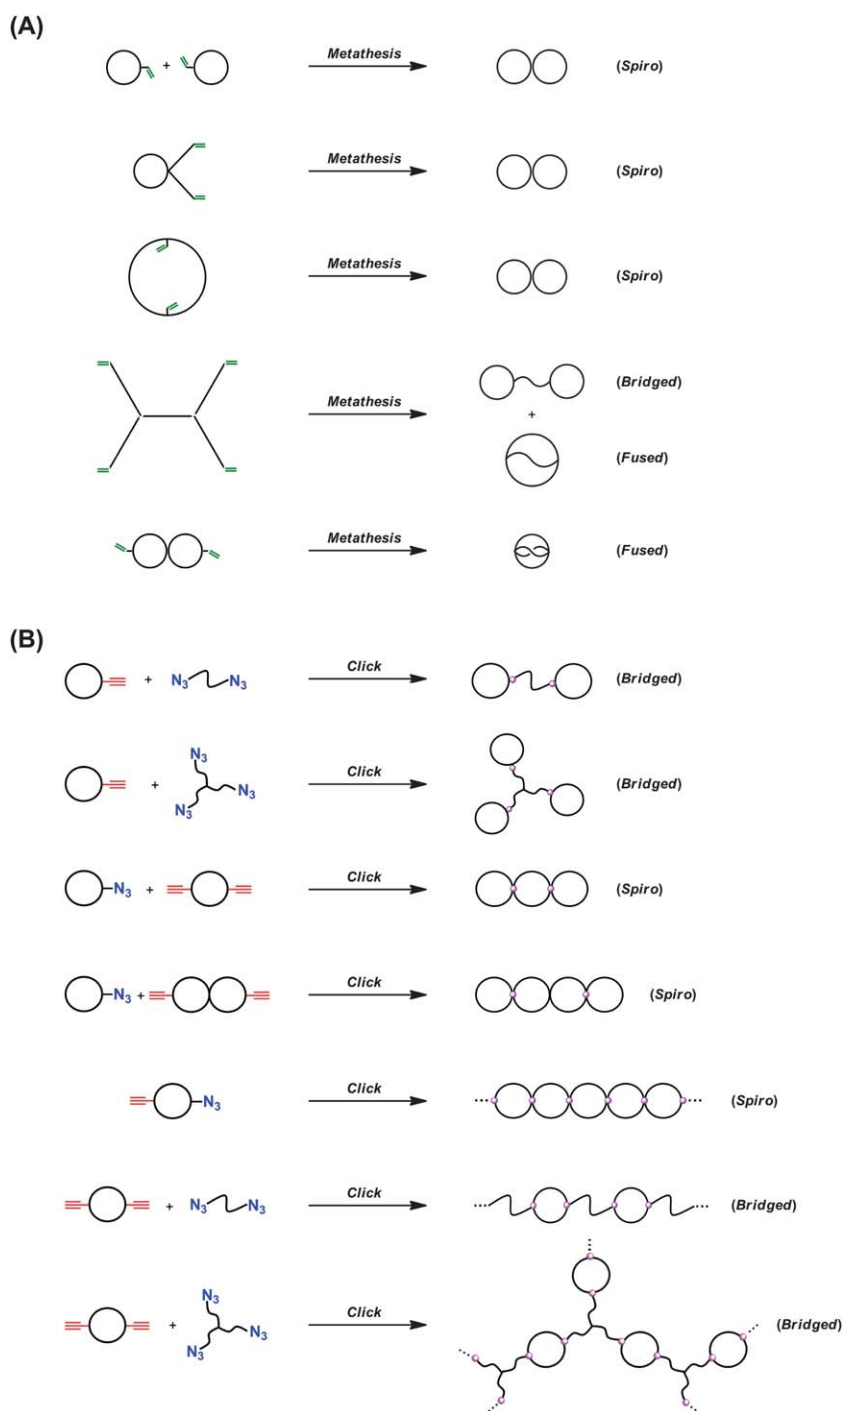 (A)
+ Metathesis (Spiro)
Metathesis (Spiro)
Metathesis (Spiro)
(Bridged)
Metathesis +
(Fused)
Metathesis (Fused)
(B)
+ N3 N3 Click (Bridged)
N3
+ N3 Click (Bridged)
N3
N3 + Click (Spiro)
N3 + Click (Spiro)
N3 Click (Spiro)
+ N3 N3 Click (Bridged)
N3
+ N3 Click (Bridged)
N3